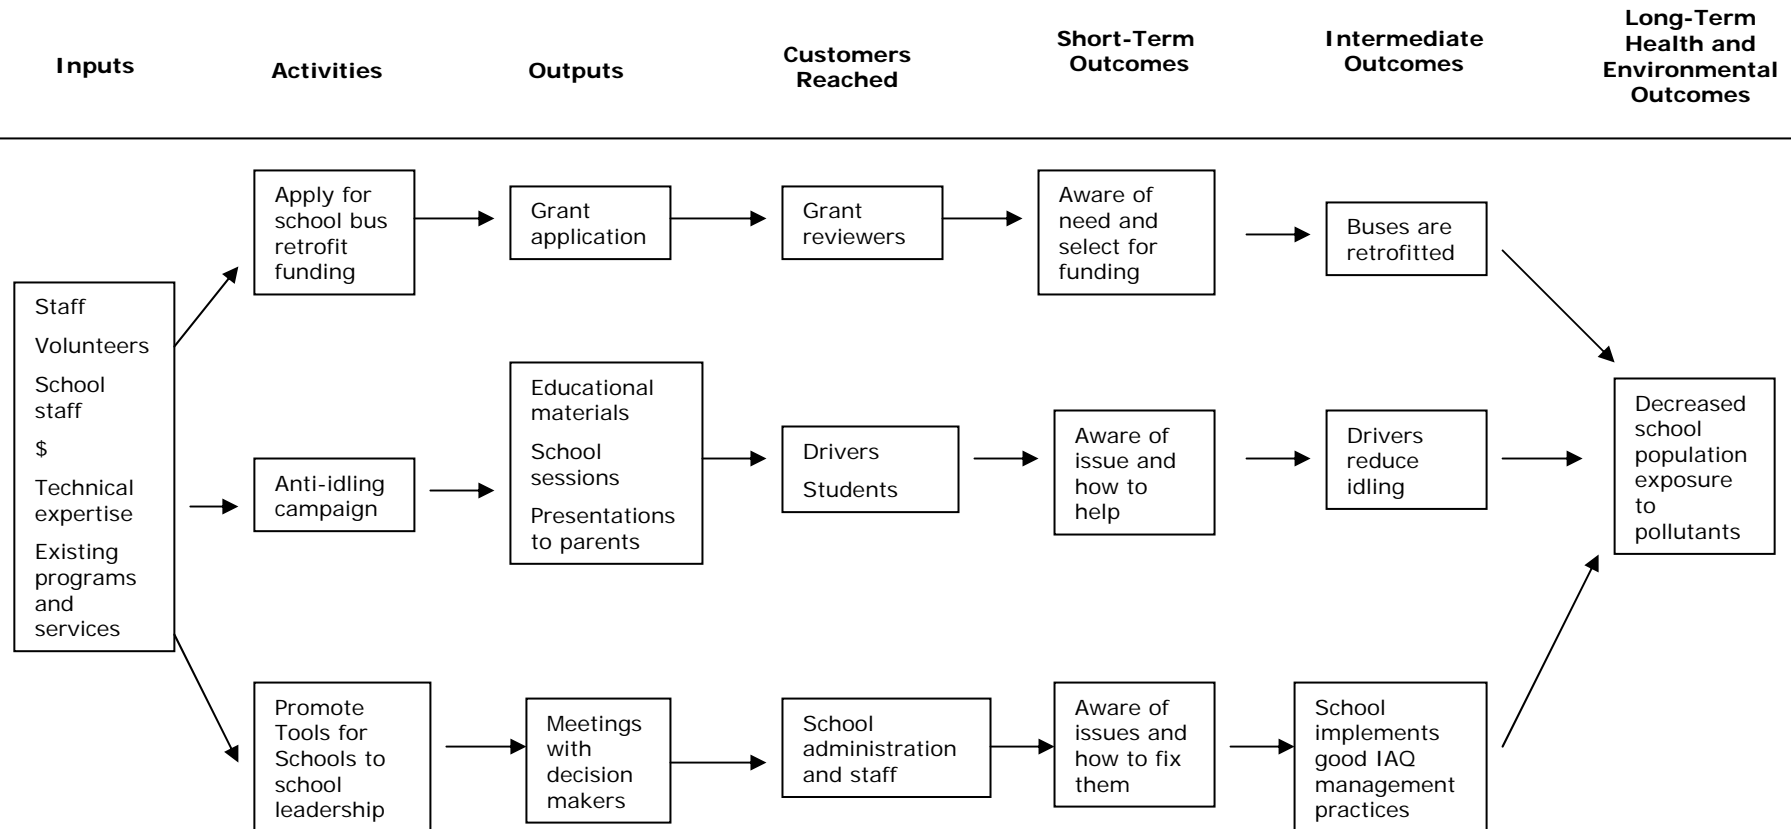 Inputs
Activities
Outputs
Customers
Reached
Short-Term
Outcomes
Intermediate
Outcomes
Long-Term
Health and
Environmental
Outcomes
Staff
Volunteers
School
staff
$
Technical
expertise
Existing
programs
and
services
Apply for
school bus
retrofit
funding
Grant
application
Grant
reviewers
Aware of
need and
select for
funding
Buses are
retrofitted
Anti-idling
campaign
Educational
materials
School
sessions
Presentations
to parents
Drivers
Students
Aware of
issue and
how to
help
Drivers
reduce
idling
Decreased
school
population
exposure
to
pollutants
Promote
Tools for
Schools to
school
leadership
Meetings
with
decision
makers
School
administration
and staff
Aware of
issues and
how to fix
them
School
implements
good IAQ
management
practices